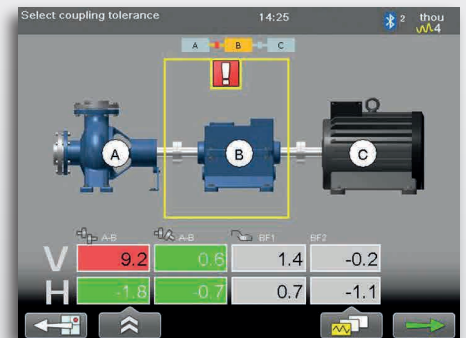 Select coupling tolerance 14:25 2 thou
4
A B C
!
A B C
A-B A-B BF1 BF2
V 9.2 0.6 1.4 -0.2
H -1.8 -0.7 0.7 -1.1